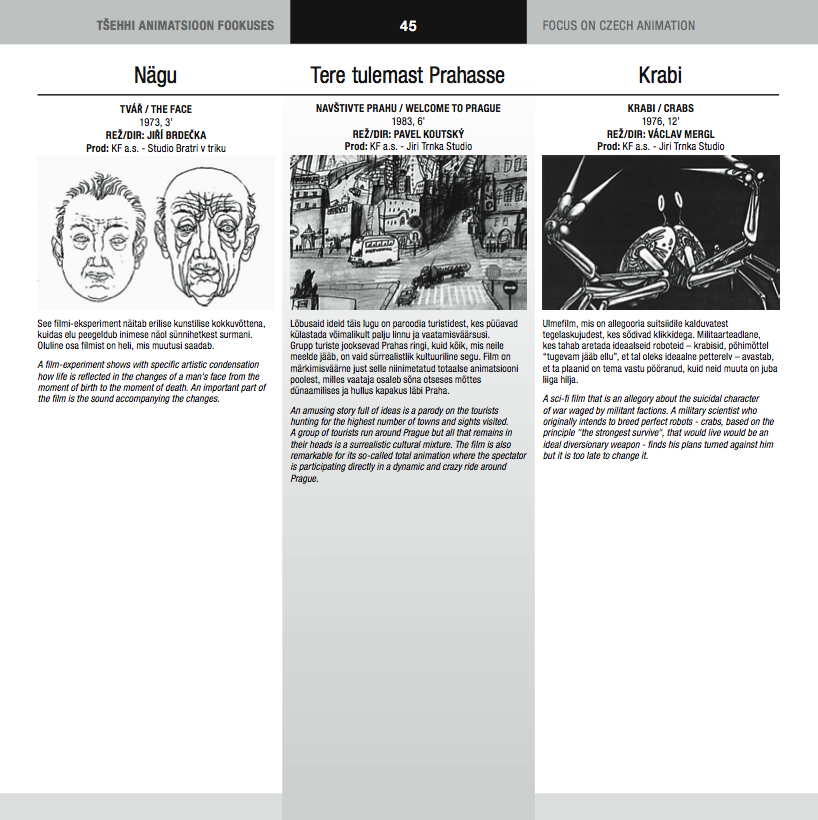 TŠEHHI ANIMATSIOON FOOKUSES
45
FOCUS ON CZECH ANIMATION
Nägu
TVÁŘ / THE FACE
1973, 3'
REŽ/DIR: JIŘÍ BRDEČKA
Prod: KF a.s. - Studio Bratri v triku
See filmi-eksperiment näitab erilise kunstilise kokkuvõttena,
kuidas elu peegeldub inimese näol sünnihetkest surmani.
Oluline osa filmist on heli, mis muutusi saadab.
A film-experiment shows with specific artistic condensation
how life is reflected in the changes of a man's face from the
moment of birth to the moment of death. An important part of
the film is the sound accompanying the changes.
Tere tulemast Prahasse
NAVŠTIVTE PRAHU / WELCOME TO PRAGUE
1983, 6'
REŽ/DIR: PAVEL KOUTSKÝ
Prod: KF a.s. - Jiri Trnka Studio
Lõbusaid ideid täis lugu on paroodia turistidest, kes püüavad
külastada võimalikult palju linnu ja vaatamisväärsusi.
Grupp turiste jooksevad Prahas ringi, kuid kõik, mis neile
meelde jääb, on vaid sürrealistlik kultuuriline segu. Film on
märkimisväärne just selle niinimetatud totaalse animatsiooni
poolest, milles vaataja osaleb sõna otseses mõttes
dünaamilises ja hullus kapakus läbi Praha.
An amusing story full of ideas is a parody on the tourists
hunting for the highest number of towns and sights visited.
A group of tourists run around Prague but all that remains in
their heads is a surrealistic cultural mixture. The film is also
remarkable for its so-called total animation where the spectator
is participating directly in a dynamic and crazy ride around
Prague.
Krabi
KRABI / CRABS
1976, 12'
REŽ/DIR: VÁCLAV MERGL
Prod: KF a.s. - Jiri Trnka Studio
Ulmefilm, mis on allegooria suitsiidile kalduvatest
tegelaskujudest, kes sõdivad klikkidega. Militaarteadlane,
kes tahab aretada ideaalseid roboteid – krabisid, põhimõttel
"tugevam jääb ellu", et tal oleks ideaalne petterelv – avastab,
et ta plaanid on tema vastu pööranud, kuid neid muuta on juba
liiga hilja.
A sci-fi film that is an allegory about the suicidal character
of war waged by militant factions. A military scientist who
originally intends to breed perfect robots - crabs, based on the
principle "the strongest survive", that would live would be an
ideal diversionary weapon - finds his plans turned against him
but it is too late to change it.